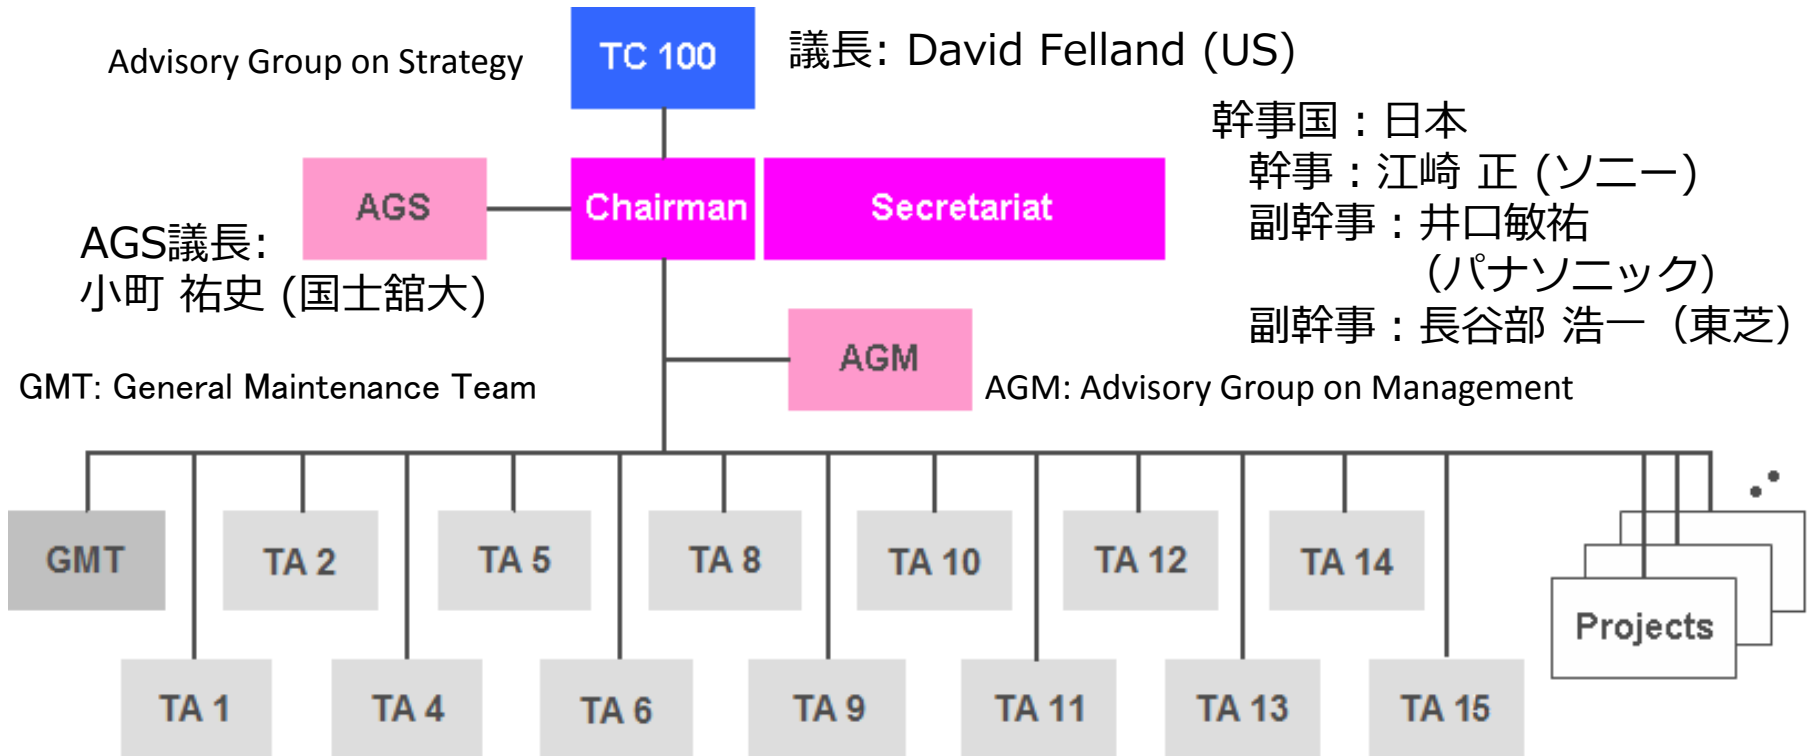 Advisory Group on Strategy
TC 100
議長: David Felland (US)
幹事国：日本
幹事：江崎 正 (ソニー)
副幹事：井口敏祐
（パナソニック）
副幹事：長谷部 浩一（東芝）
AGS
Chairman
Secretariat
AGS議長:
小町 祐史 (国士舘大)
AGM
GMT: General Maintenance Team
AGM: Advisory Group on Management
GMT
TA 2
TA 5
TA 8
TA 10
TA 12
TA 14
Projects
TA 1
TA 4
TA 6
TA 9
TA 11
TA 13
TA 15